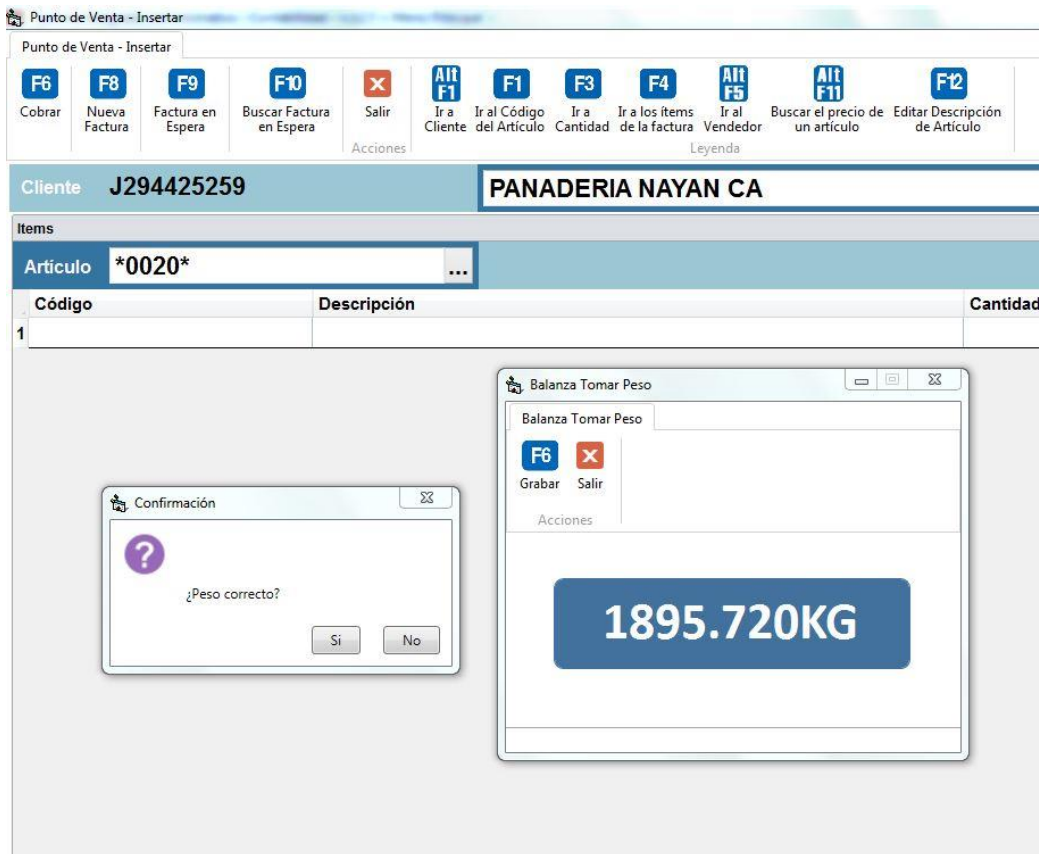 Punto de Venta - Insertar
Punto de Venta - Insertar
F6 F8 F9 F10 X Alt F1 F1 F3 F4 Alt F5 Alt F11 F12
Cobrar Nueva Factura en Buscar Factura Salir Ir a Ir al Código Ir a Ir a los ítems Ir al Buscar el precio de Editar Descripción
Factura Espera en Espera Cliente del Artículo Cantidad de la factura Vendedor un artículo de Artículo
Acciones Leyenda
Cliente J294425259 PANADERIA NAYAN CA
Items
Artículo *0020* ...
Código Descripción Cantidad
1
Balanza Tomar Peso
Balanza Tomar Peso
F6 X
Grabar Salir
Acciones
1895.720KG
Confirmación
?
¿Peso correcto?
Si No